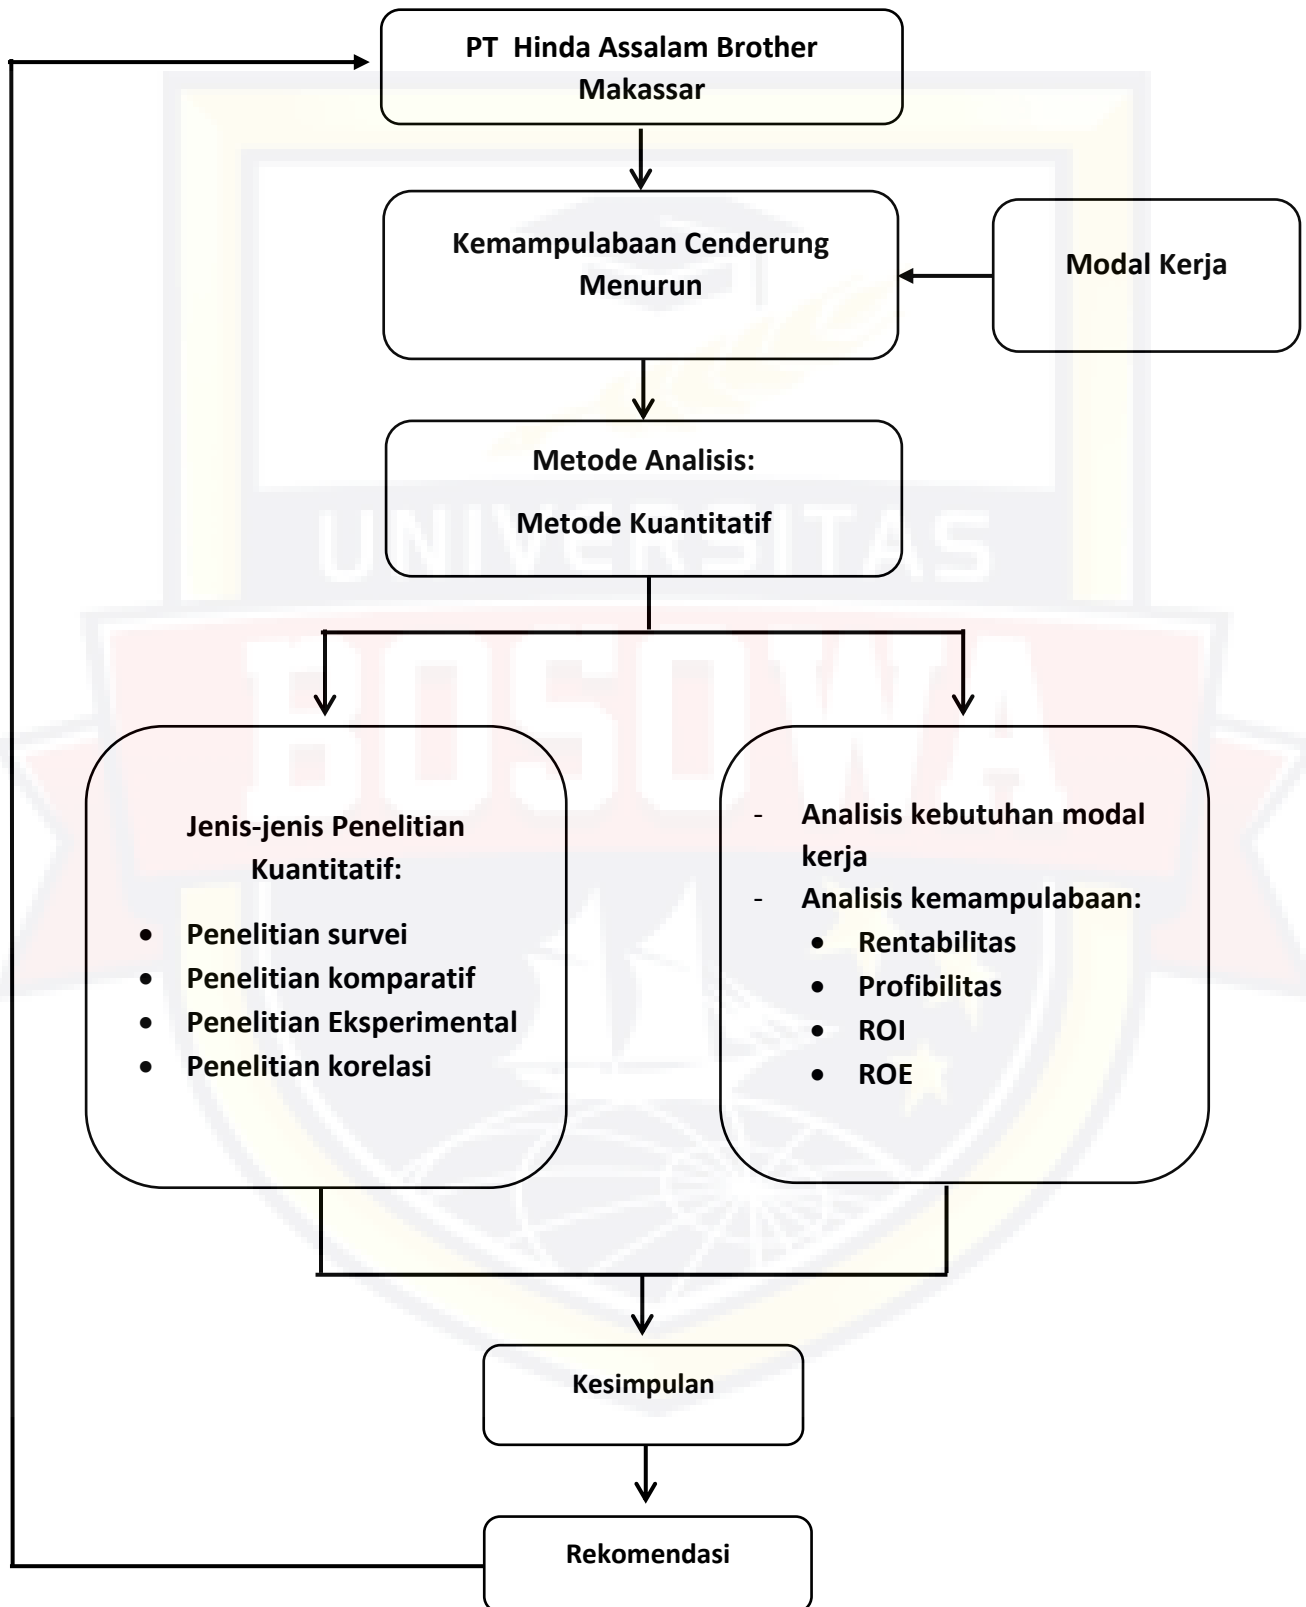 PT Hinda Assalam Brother
Makassar
Kemampulabaan Cenderung
Menurun
Modal Kerja
Metode Analisis:
Metode Kuantitatif
UNIVERSITAS
BOSOWA
Jenis-jenis Penelitian
Kuantitatif:
• Penelitian survei
• Penelitian komparatif
• Penelitian Eksperimental
• Penelitian korelasi
- Analisis kebutuhan modal
kerja
- Analisis kemampulabaan:
• Rentabilitas
• Profibilitas
• ROI
• ROE
Kesimpulan
Rekomendasi